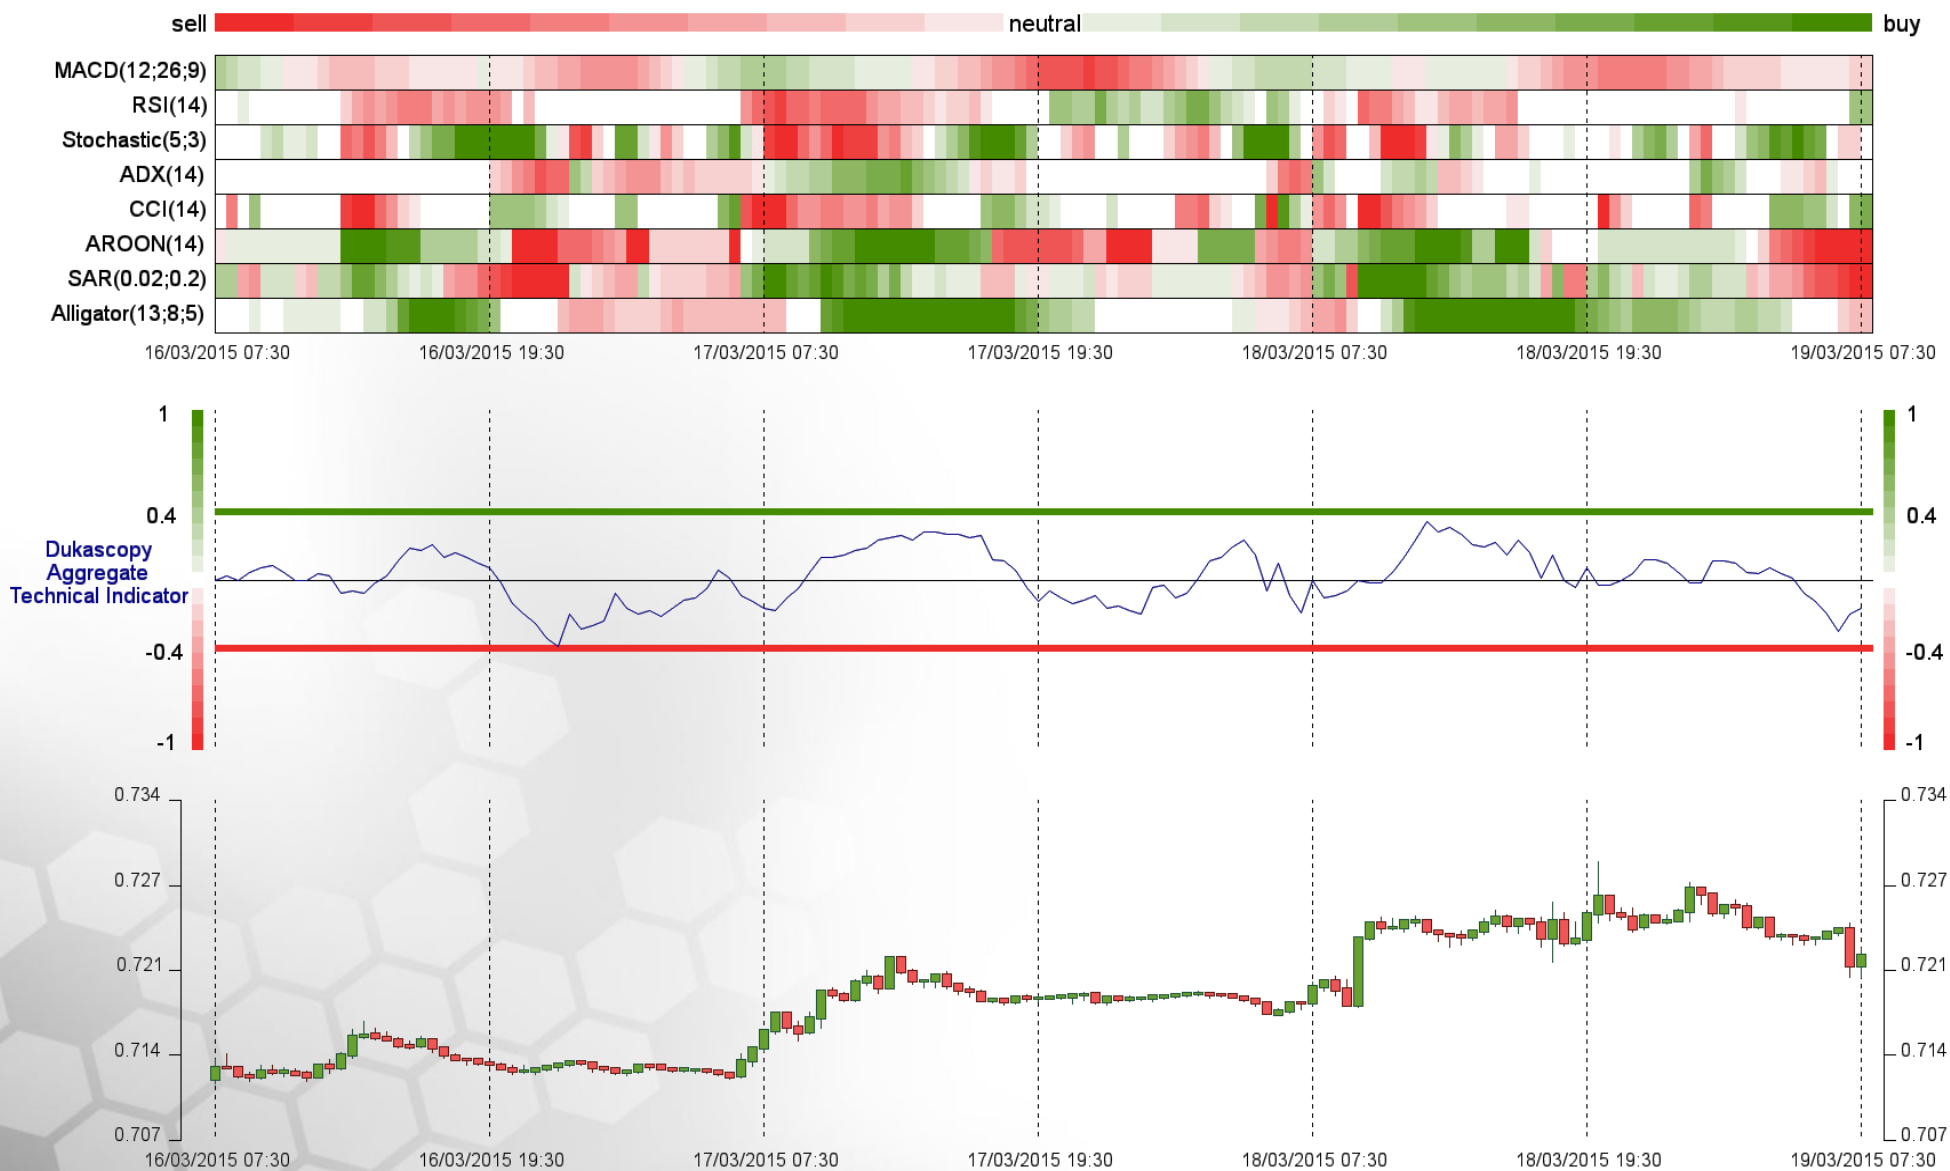 sell neutral buy
MACD(12;26;9)
RSI(14)
Stochastic(5;3)
ADX(14)
CCI(14)
AROON(14)
SAR(0.02;0.2)
Alligator(13;8;5)
16/03/2015 07:30 16/03/2015 19:30 17/03/2015 07:30 17/03/2015 19:30 18/03/2015 07:30 18/03/2015 19:30 19/03/2015 07:30
1 1
0.4 0.4
Dukascopy
Aggregate
Technical Indicator
-0.4 -0.4
-1 -1
0.734 0.734
0.727 0.727
0.721 0.721
0.714 0.714
0.707 0.707
16/03/2015 07:30 16/03/2015 19:30 17/03/2015 07:30 17/03/2015 19:30 18/03/2015 07:30 18/03/2015 19:30 19/03/2015 07:30